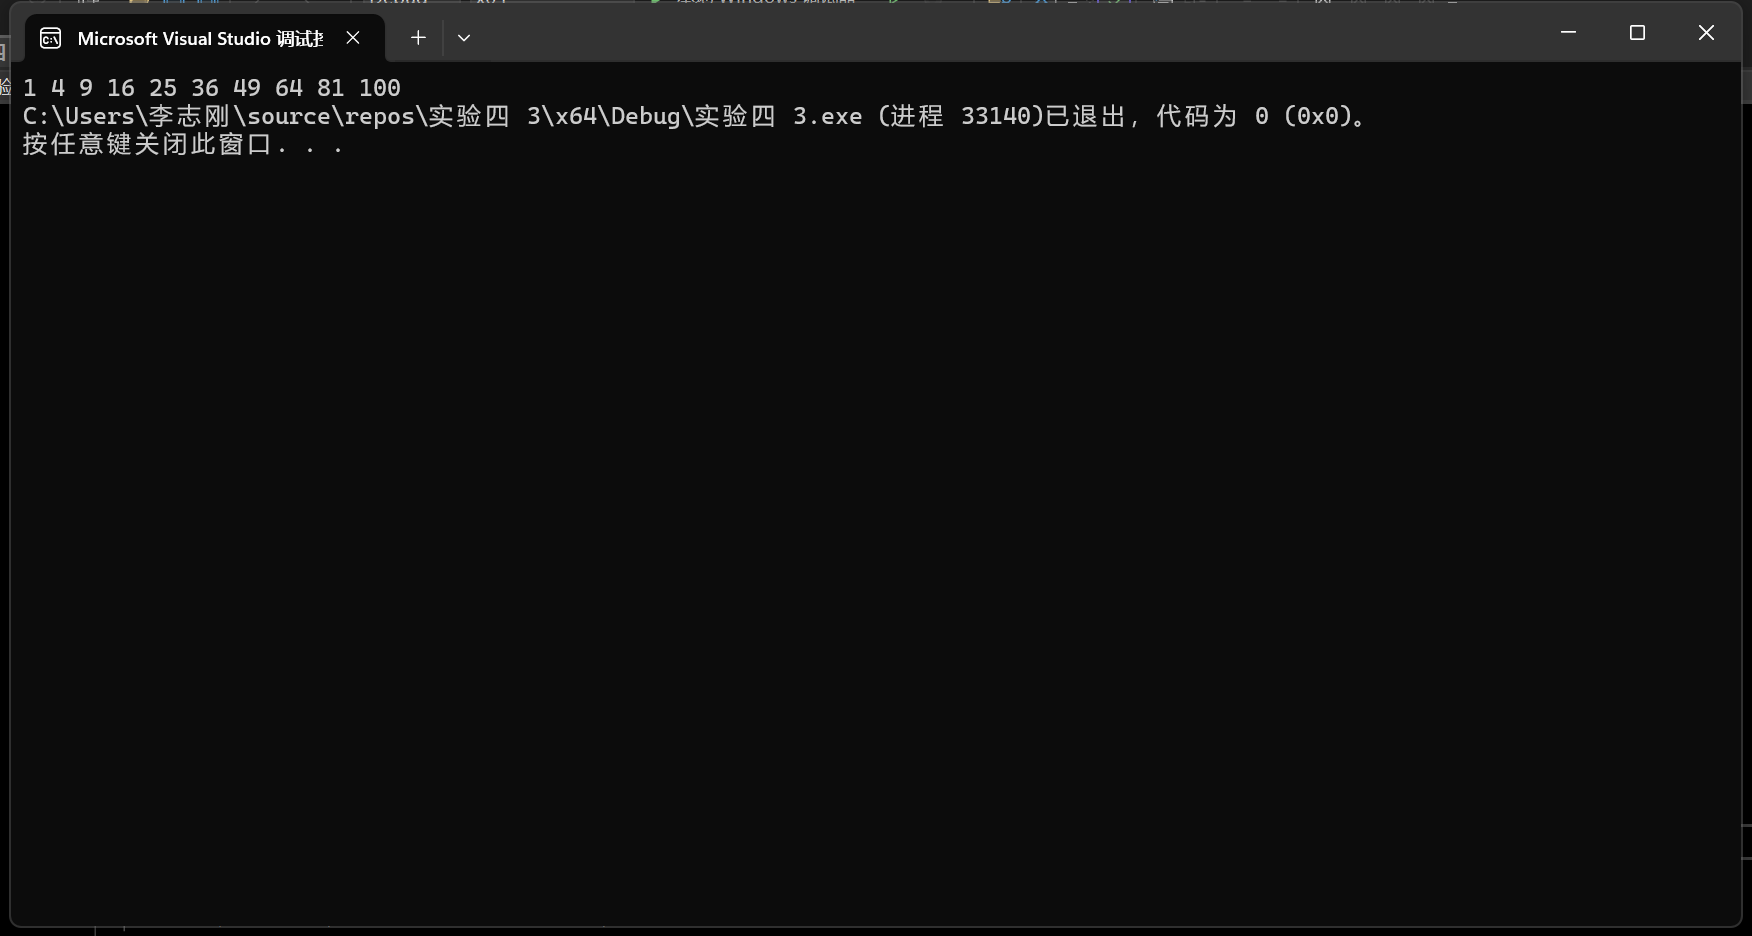 Microsoft Visual Studio 调试
1 4 9 16 25 36 49 64 81 100
C:\Users\李志刚\source\repos\实验四 3\x64\Debug\实验四 3.exe (进程 33140)已退出，代码为 0 (0x0)。
按任意键关闭此窗口. . .